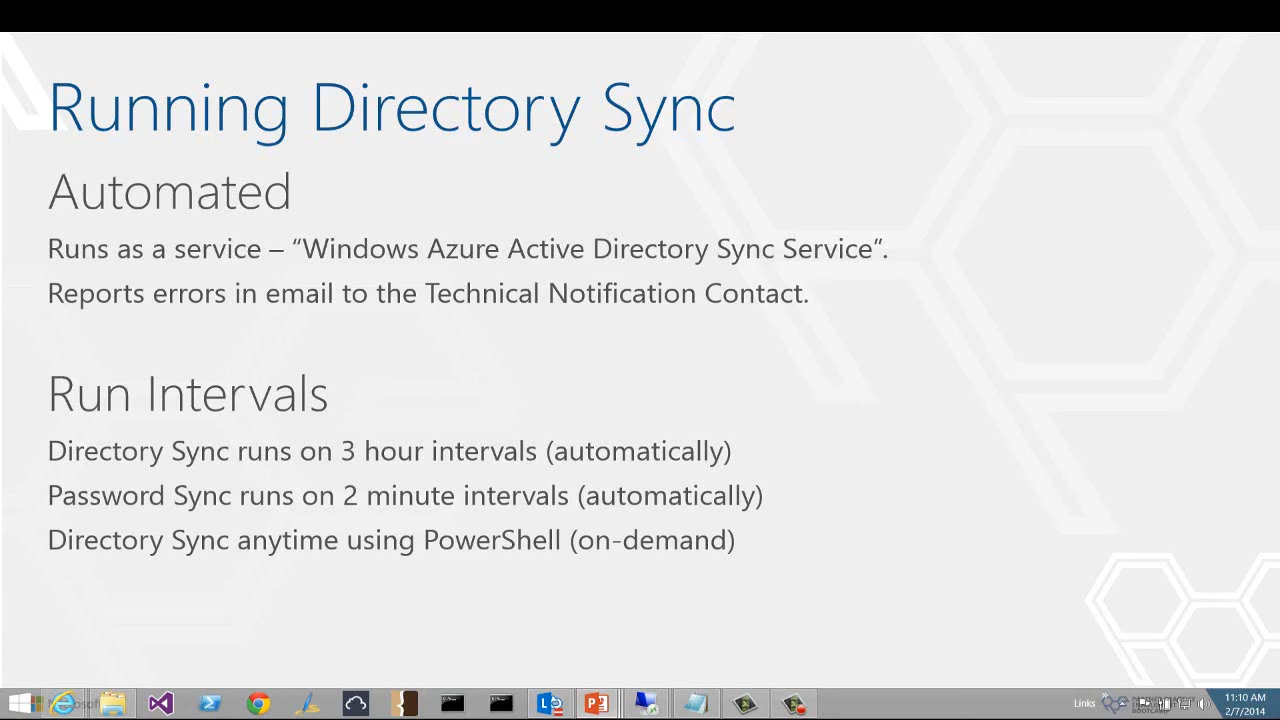 Running Directory Sync
Automated
Runs as a service – “Windows Azure Active Directory Sync Service”.
Reports errors in email to the Technical Notification Contact.
Run Intervals
Directory Sync runs on 3 hour intervals (automatically)
Password Sync runs on 2 minute intervals (automatically)
Directory Sync anytime using PowerShell (on-demand)
Links
11:10 AM
2/7/2014